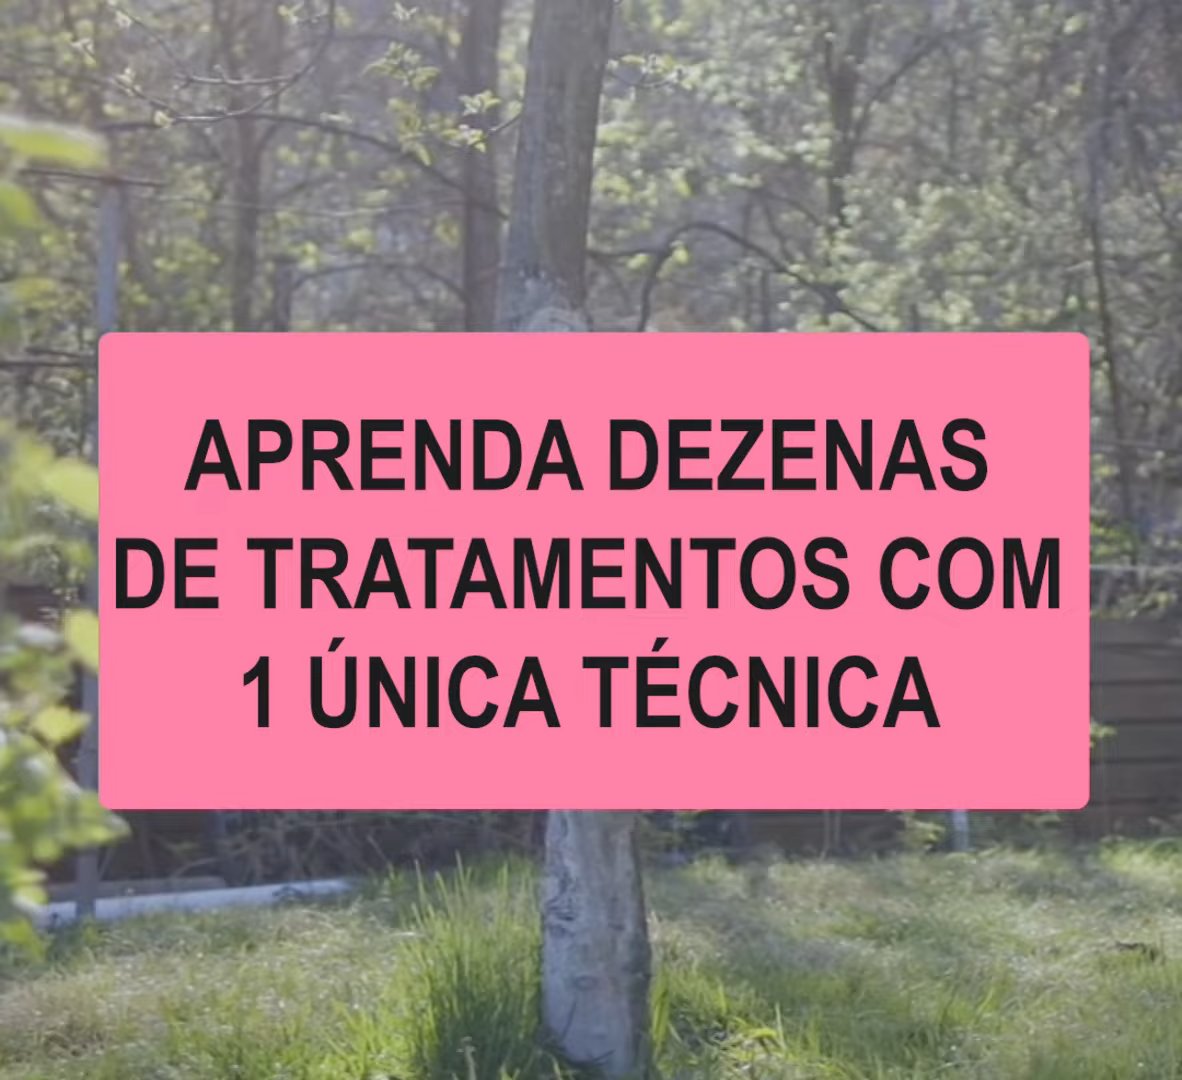 APRENDA DEZENAS
DE TRATAMENTOS COM
1 ÚNICA TÉCNICA